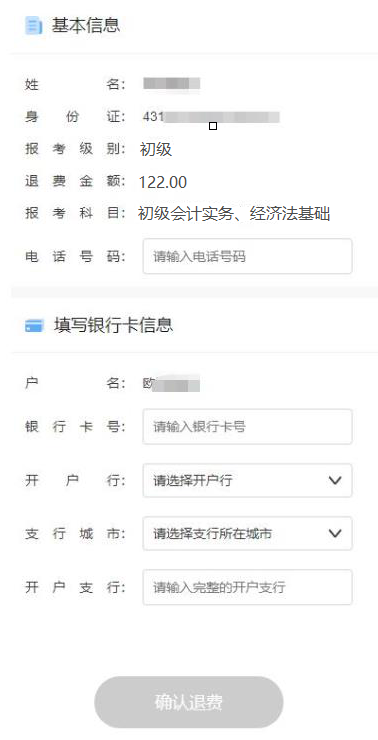 基本信息
姓名：
身份证：431
报考级别：初级
退费金额：122.00
报考科目：初级会计实务、经济法基础
电话号码：请输入电话号码
填写银行卡信息
户名：欧
银行卡号：请输入银行卡号
开户行：请选择开户行
支行城市：请选择支行所在城市
开户支行：请输入完整的开户支行
确认退费